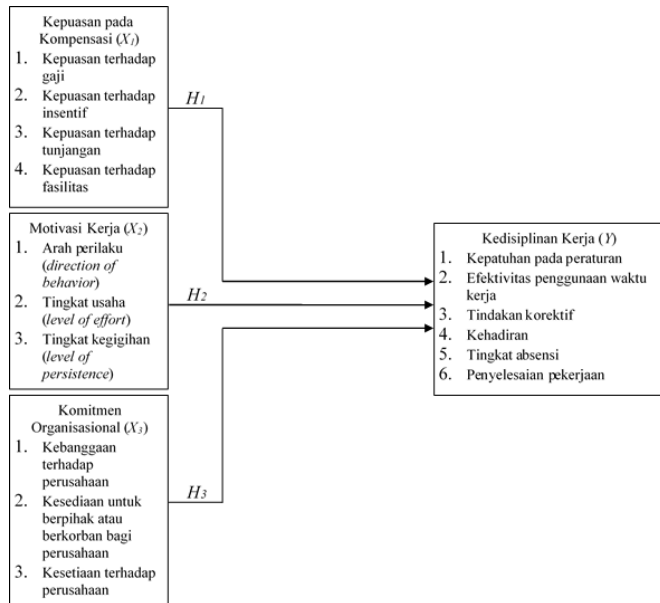 Kepuasan pada
Kompensasi (X1)
1. Kepuasan terhadap
gaji
2. Kepuasan terhadap
insentif
3. Kepuasan terhadap
tunjangan
4. Kepuasan terhadap
fasilitas
H1
Motivasi Kerja (X2)
1. Arah perilaku
(direction of
behavior)
2. Tingkat usaha
(level of effort)
3. Tingkat kegigihan
(level of
persistence)
H2
Komitmen
Organisasional (X3)
1. Kebanggaan
terhadap
perusahaan
2. Kesediaan untuk
berpihak atau
berkorban bagi
perusahaan
3. Kesetiaan terhadap
perusahaan
H3
Kedisiplinan Kerja (Y)
1. Kepatuhan pada peraturan
2. Efektivitas penggunaan waktu
kerja
3. Tindakan korektif
4. Kehadiran
5. Tingkat absensi
6. Penyelesaian pekerjaan